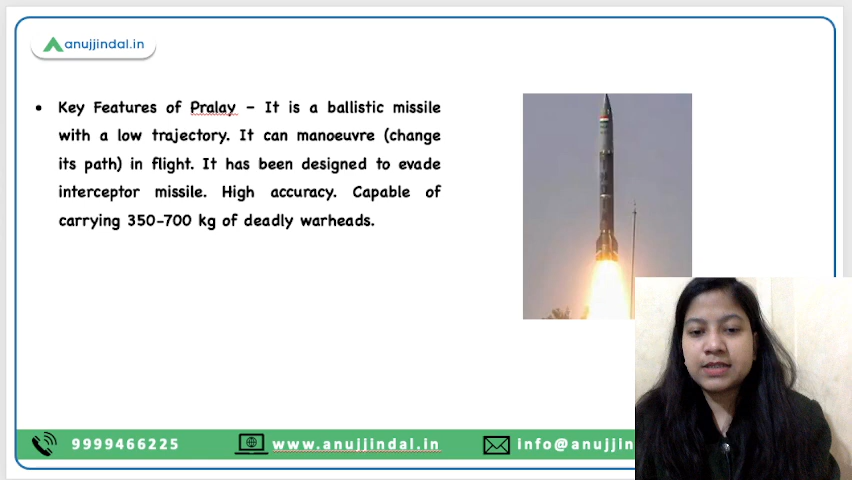 anujjindal.in
• Key Features of Pralay – It is a ballistic missile
with a low trajectory. It can manoeuvre (change
its path) in flight. It has been designed to evade
interceptor missile. High accuracy. Capable of
carrying 350-700 kg of deadly warheads.
9999466225 www.anujjindal.in info@anujjin